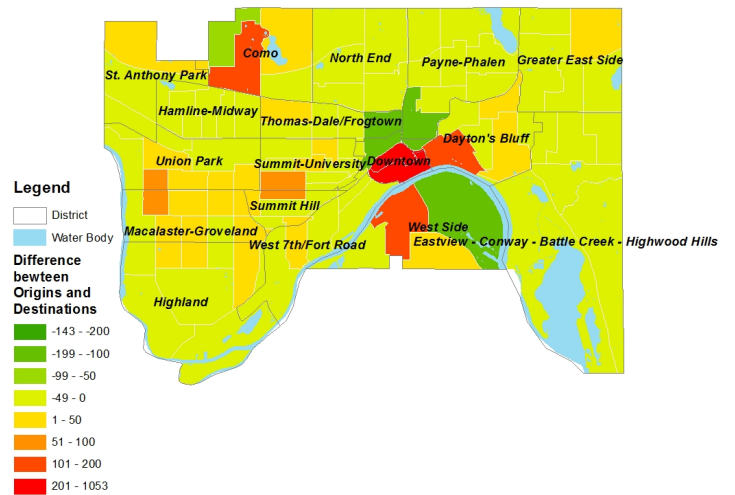 Como
North End
Payne-Phalen
Greater East Side
St. Anthony Park
Hamline-Midway
Thomas-Dale/Frogtown
Dayton's Bluff
Union Park
Summit-University
Downtown
Summit Hill
Macalaster-Groveland
West 7th/Fort Road
West Side
Eastview - Conway - Battle Creek - Highwood Hills
Highland
Legend
District
Water Body
Difference
bewteen
Origins and
Destinations
-143 - -200
-199 - -100
-99 - -50
-49 - 0
1 - 50
51 - 100
101 - 200
201 - 1053